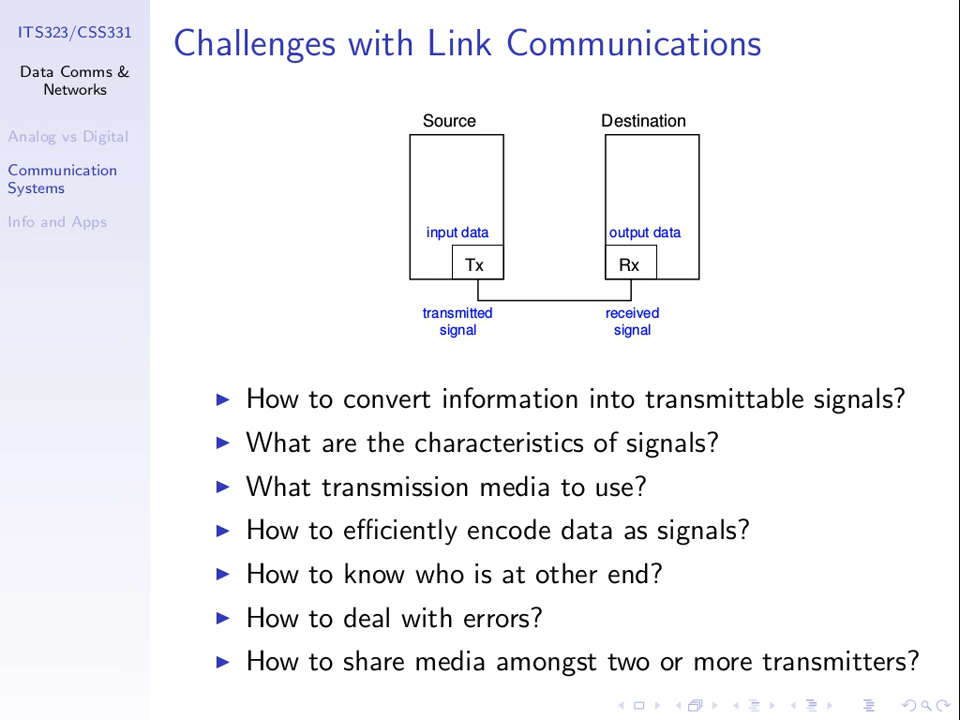 ITS323/CSS331
Data Comms &
Networks
Analog vs Digital
Communication
Systems
Info and Apps
Challenges with Link Communications
Source
Destination
input data
output data
Tx
Rx
transmitted
signal
received
signal
How to convert information into transmittable signals?
What are the characteristics of signals?
What transmission media to use?
How to efficiently encode data as signals?
How to know who is at other end?
How to deal with errors?
How to share media amongst two or more transmitters?